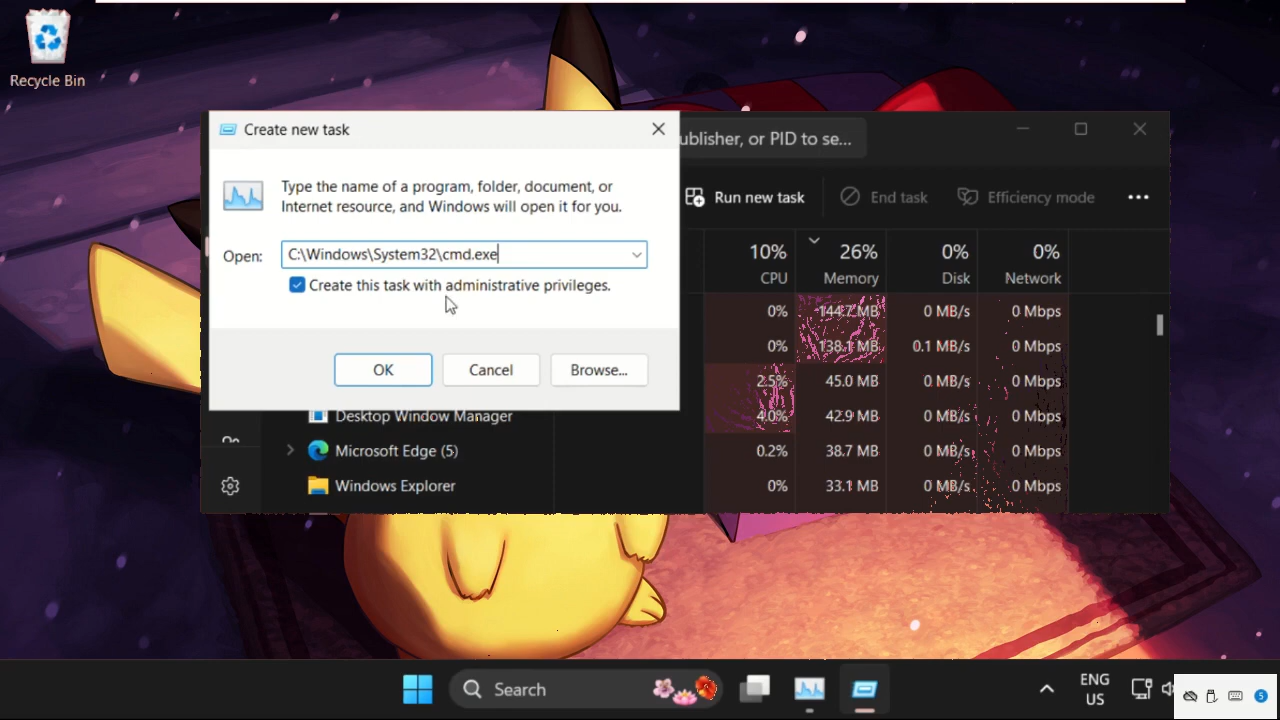 Recycle Bin
Create new task
Type the name of a program, folder, document, or
Internet resource, and Windows will open it for you.
Open:
C:\Windows\System32\cmd.exe
Create this task with administrative privileges.
OK
Cancel
Browse...
ublisher, or PID to se...
Run new task
End task
Efficiency mode
10% 26% 0% 0%
CPU Memory Disk Network
0% 144.7 MB 0 MB/s 0 Mbps
0% 138.1 MB 0.1 MB/s 0 Mbps
2.5% 45.0 MB 0 MB/s 0 Mbps
Desktop Window Manager 4.0% 42.9 MB 0 MB/s 0 Mbps
Microsoft Edge (5) 0.2% 38.7 MB 0 MB/s 0 Mbps
Windows Explorer 0% 33.1 MB 0 MB/s 0 Mbps
Search
ENG
US
5